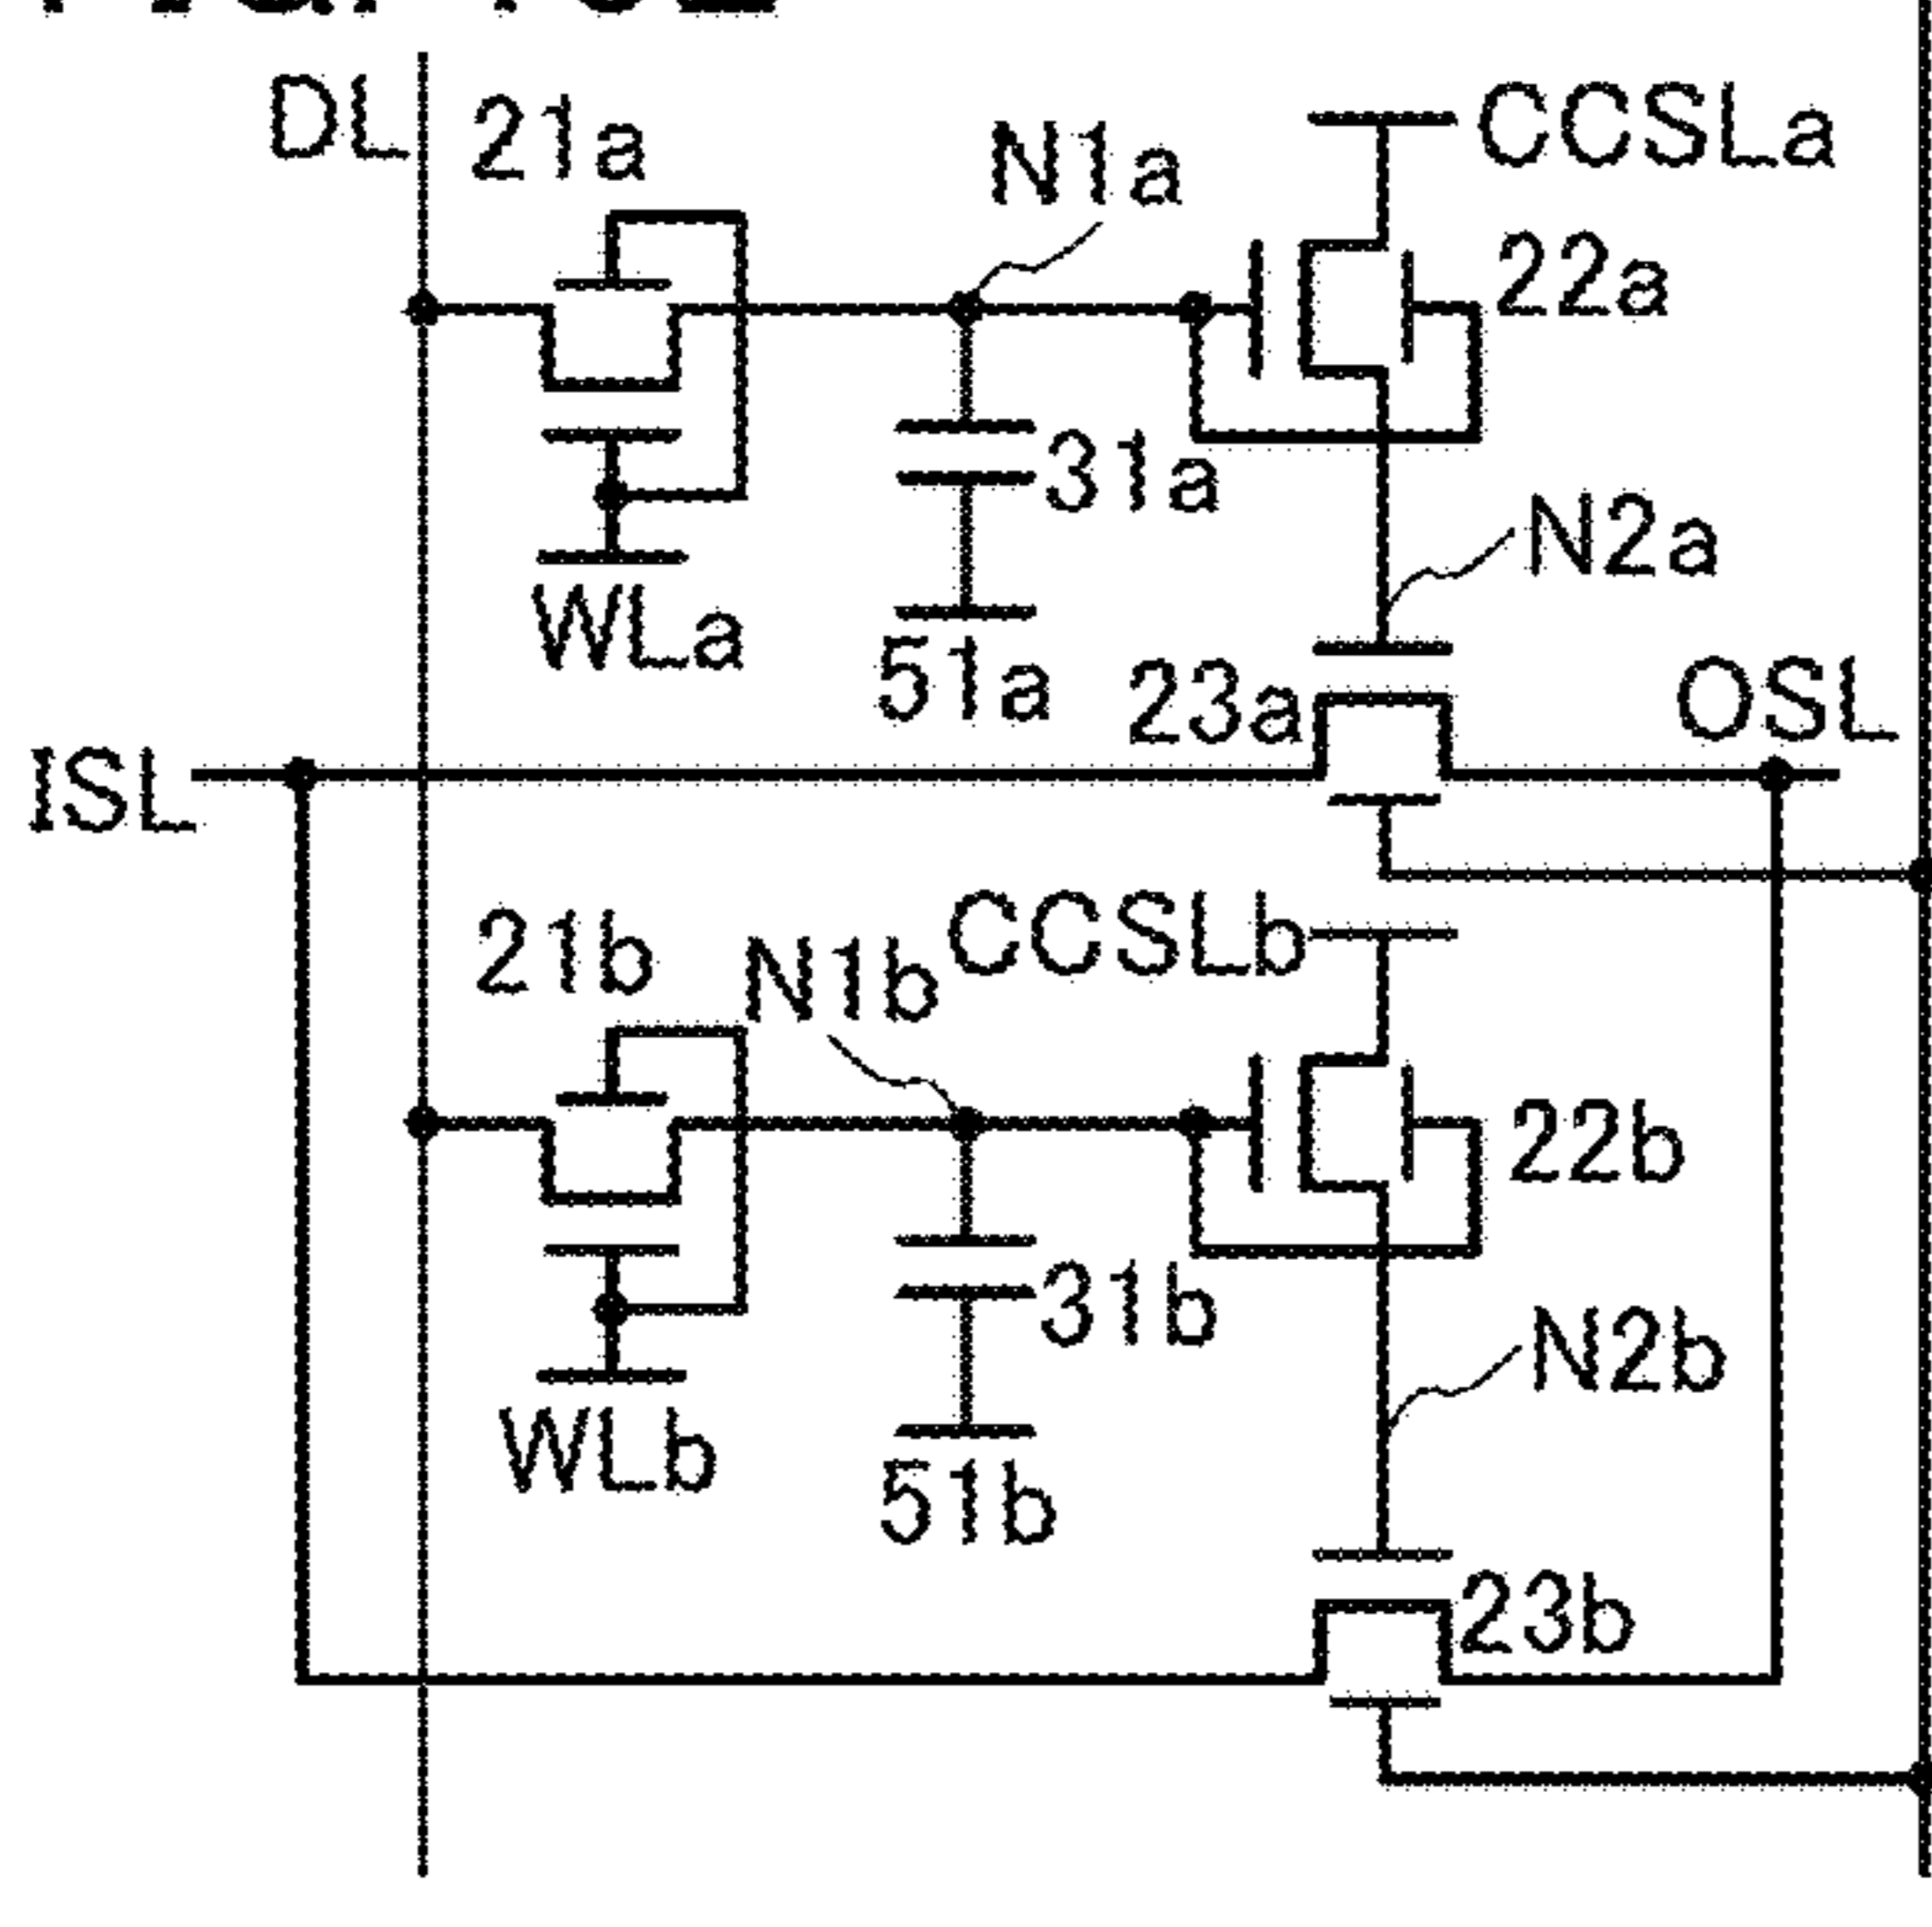 DL
21a
N1a
CCSLa
22a
31a
N2a
WLa
51a
23a
OSL
ISL
CCSLb
21b
N1b
22b
31b
N2b
WLb
51b
23b